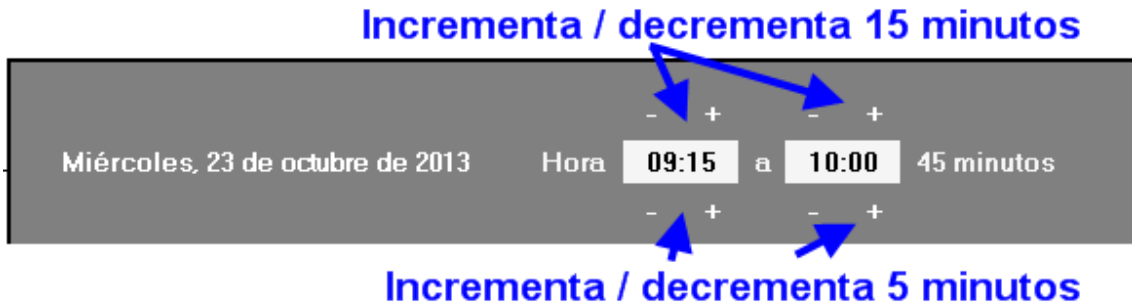 Incrementa / decrementa 15 minutos
- + - +
Miércoles, 23 de octubre de 2013 Hora 09:15 a 10:00 45 minutos
- + - +
Incrementa / decrementa 5 minutos